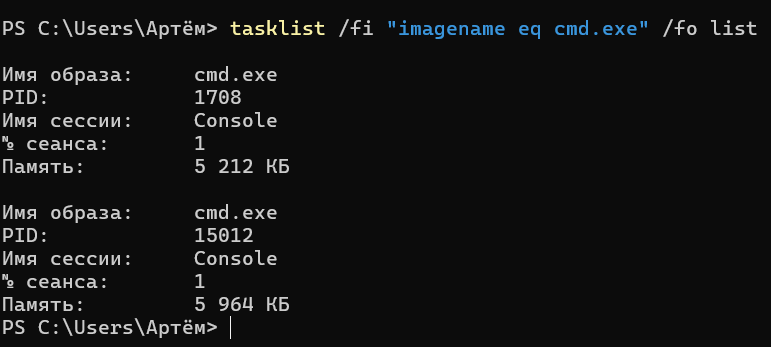 PS C:\Users\Артём> tasklist /fi "imagename eq cmd.exe" /fo list
Имя образа: cmd.exe
PID: 1708
Имя сессии: Console
№ сеанса: 1
Память: 5 212 КБ
Имя образа: cmd.exe
PID: 15012
Имя сессии: Console
№ сеанса: 1
Память: 5 964 КБ
PS C:\Users\Артём>